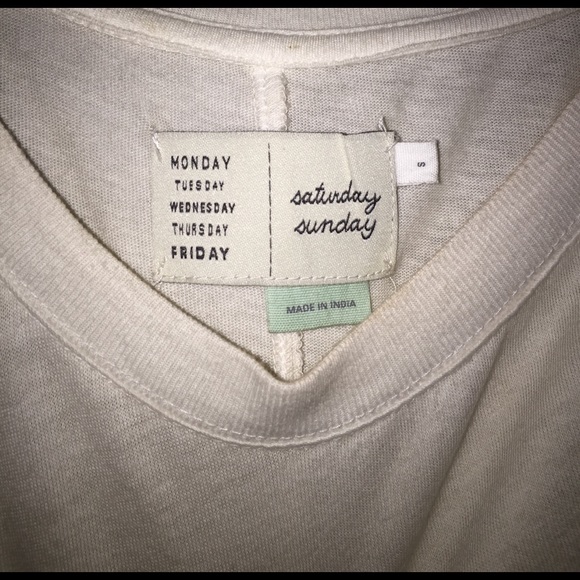 MONDAY
TUESDAY
WEDNESDAY
THURSDAY
FRIDAY
saturday
sunday
S
MADE IN INDIA